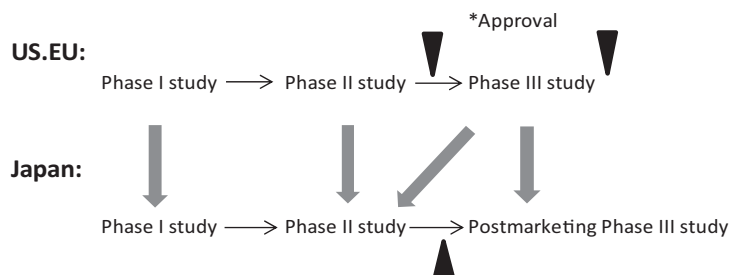 *Approval
US.EU:
Phase I study Phase II study Phase III study
Japan:
Phase I study Phase II study Postmarketing Phase III study